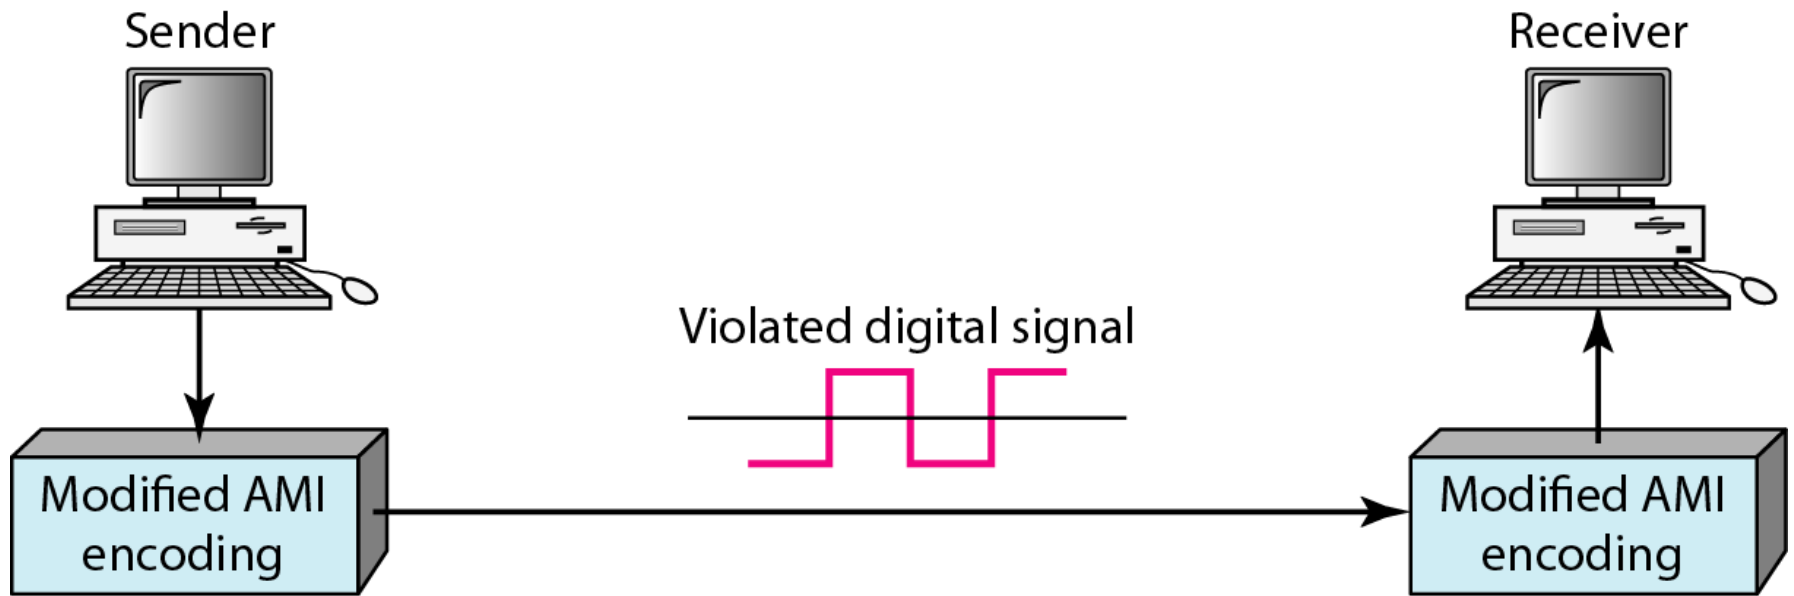 Sender
Receiver
Violated digital signal
Modified AMI
encoding
Modified AMI
encoding